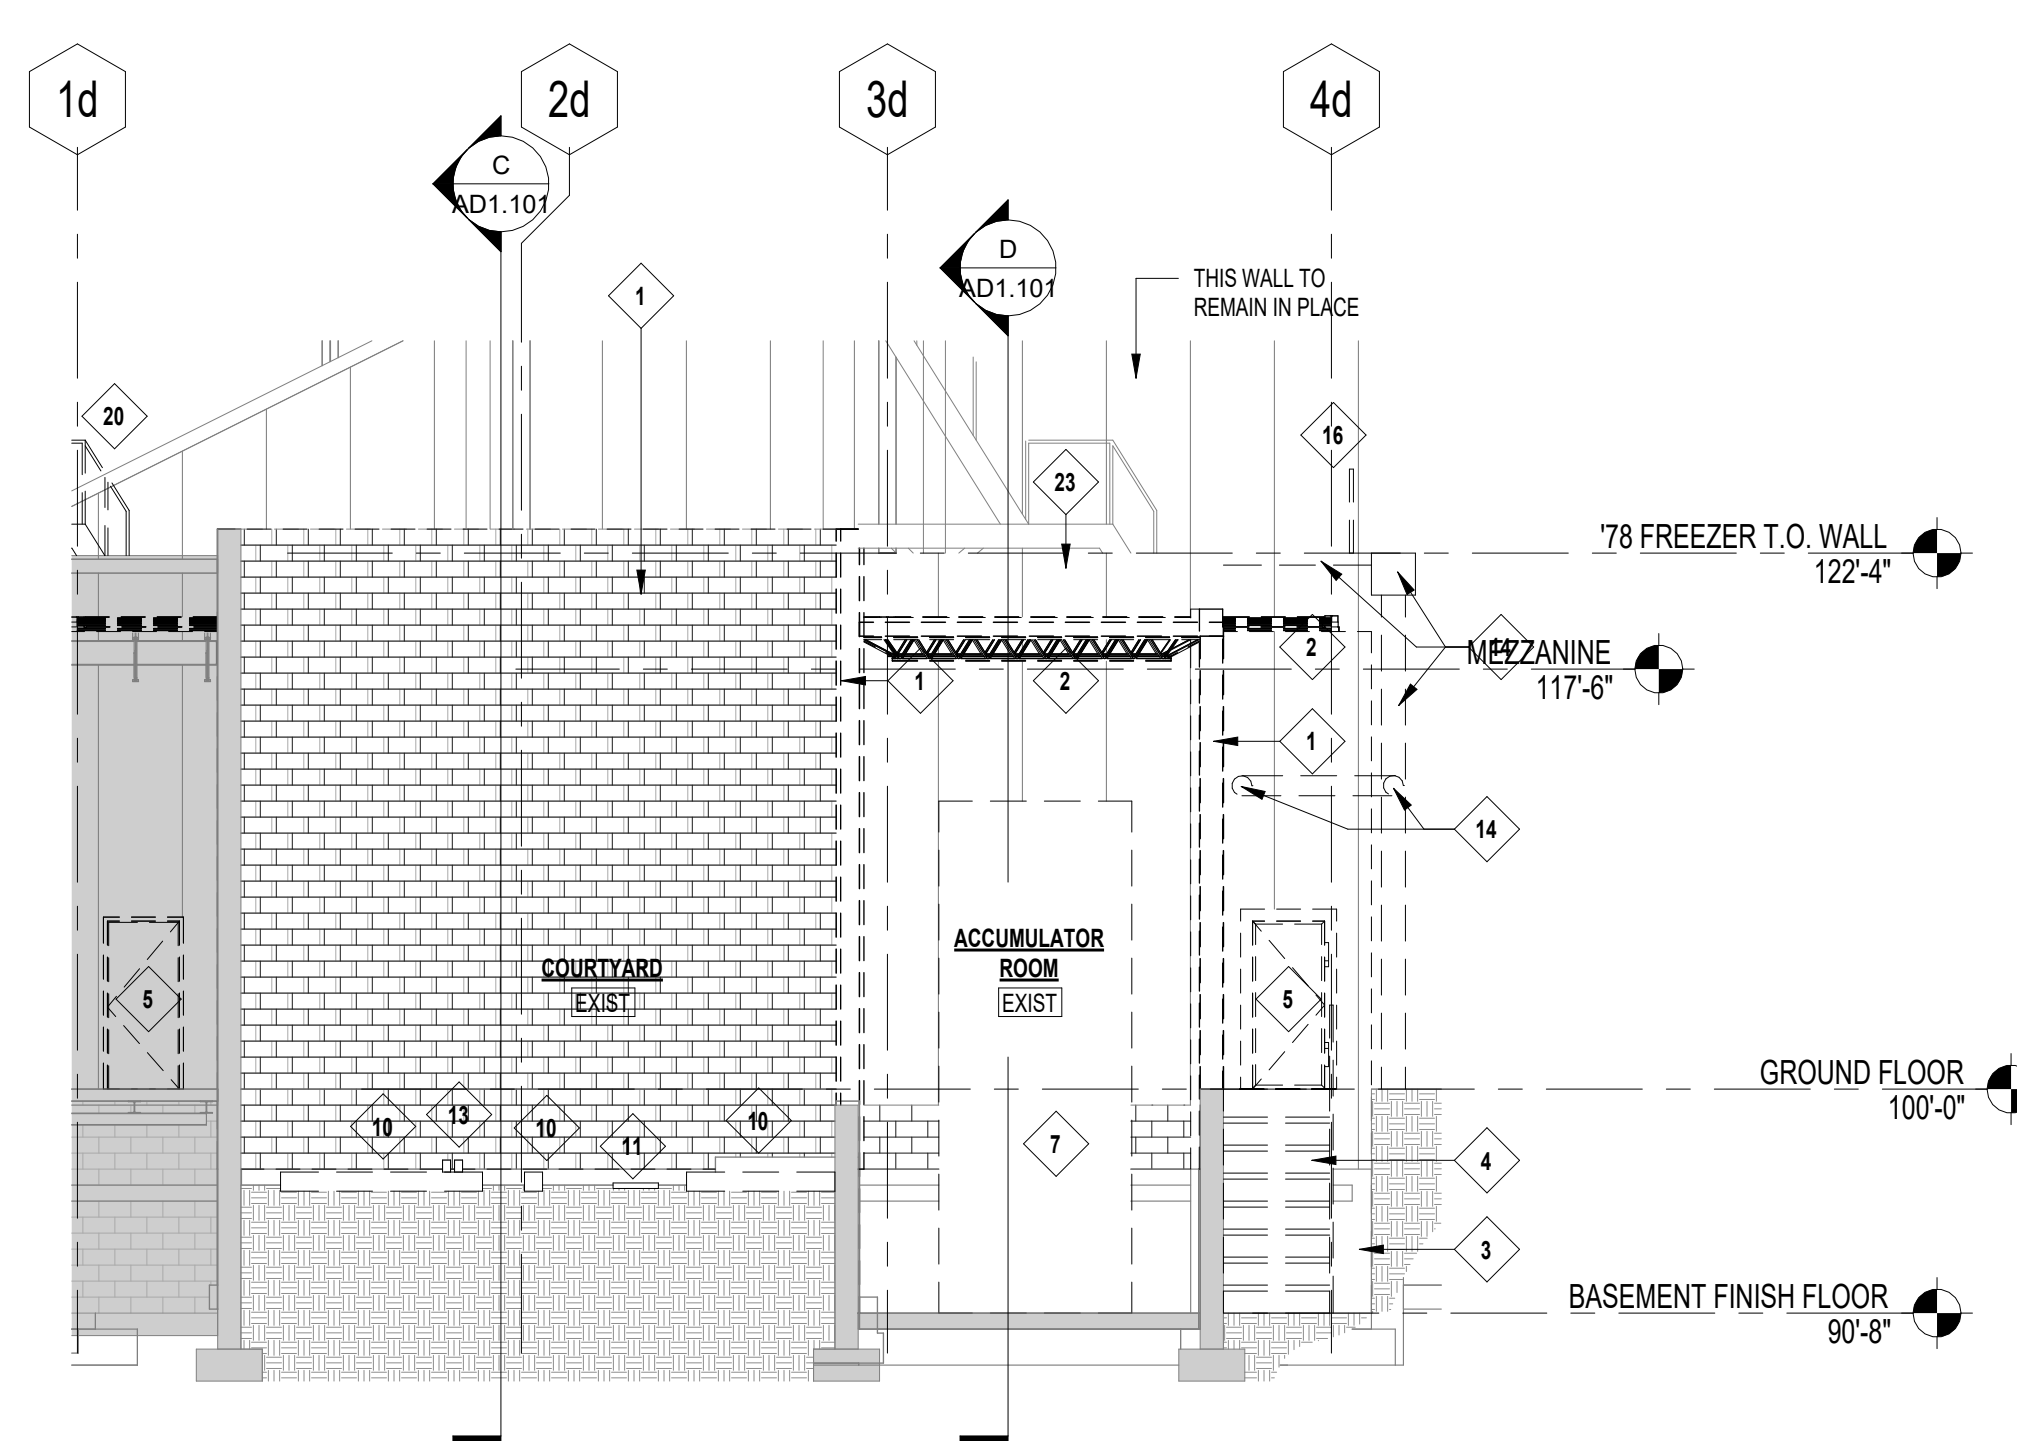 1d
2d
3d
4d
C
AD1.101
D
AD1.101
1
THIS WALL TO
REMAIN IN PLACE
20
16
23
'78 FREEZER T.O. WALL
122'-4"
2
14
MEZZANINE
117'-6"
1
2
1
14
ACCUMULATOR
ROOM
EXIST
COURTYARD
EXIST
5
5
GROUND FLOOR
100'-0"
10
13
10
11
10
7
4
3
BASEMENT FINISH FLOOR
90'-8"